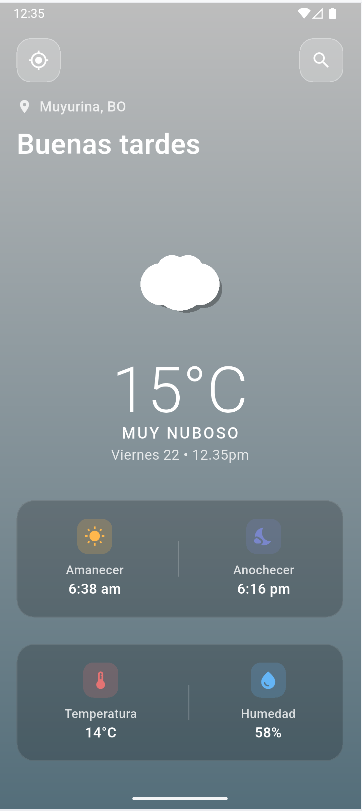 12:35
Muyurina, BO
Buenas tardes
15°C
MUY NUBOSO
Viernes 22 • 12.35pm
Amanecer
6:38 am
Anochecer
6:16 pm
Temperatura
14°C
Humedad
58%